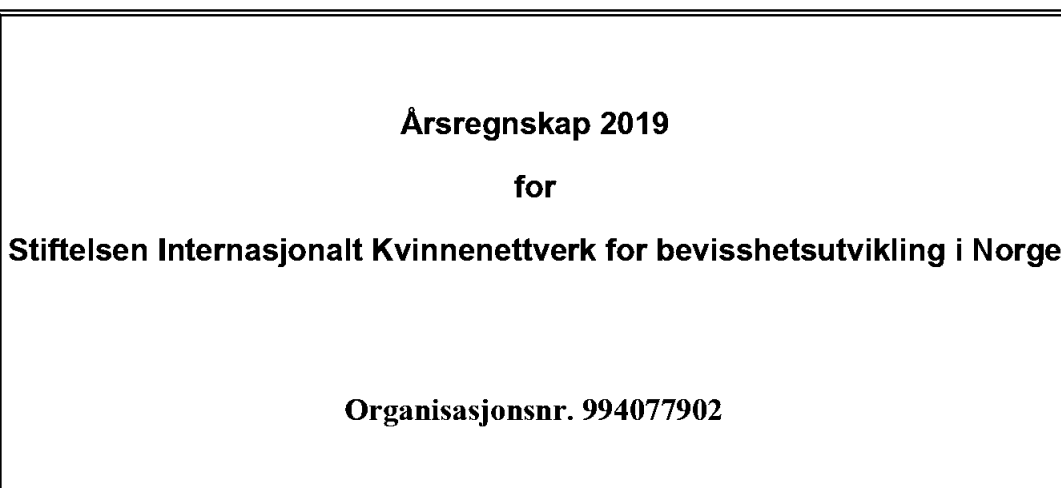 Årsregnskap 2019
for
Stiftelsen Internasjonalt Kvinnenettverk for bevisshetsutvikling i Norge
Organisasjonsnr. 994077902